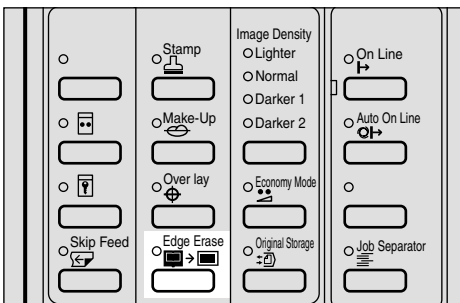 Image Density
Stamp
Lighter
On Line
Normal
Darker 1
Make-Up
Darker 2
Auto On Line
Over lay
Economy Mode
Skip Feed
Edge Erase
Original Storage
Job Separator